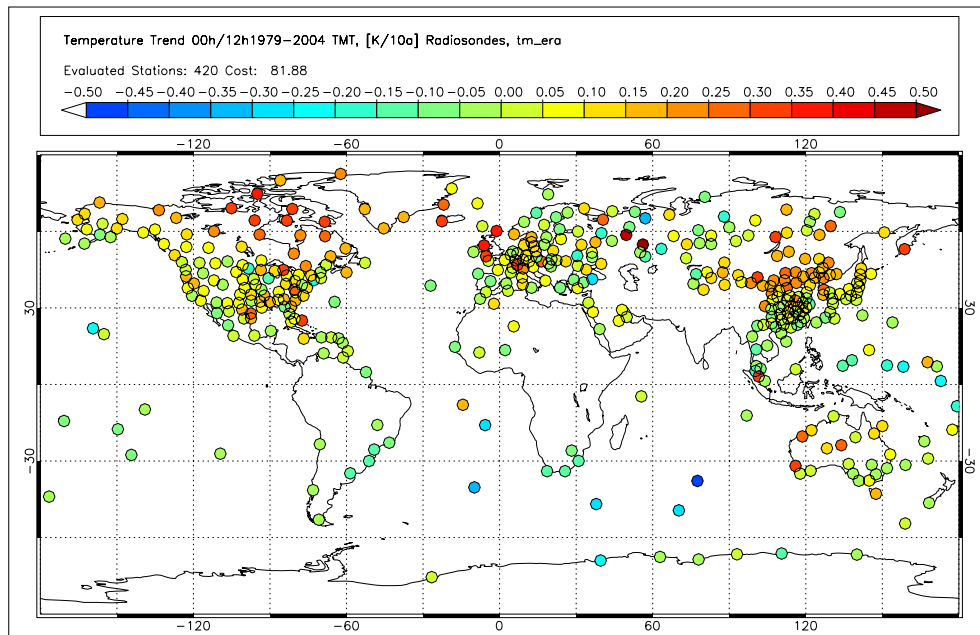 Temperature Trend 00h/12h1979-2004 TMT, [K/10a] Radiosondes, tm_era
Evaluated Stations: 420 Cost: 81.88
-0.50 -0.45 -0.40 -0.35 -0.30 -0.25 -0.20 -0.15 -0.10 -0.05 0.00 0.05 0.10 0.15 0.20 0.25 0.30 0.35 0.40 0.45 0.50
-120 -60 0 60 120
30 30
-30 -30
-120 -60 0 60 120